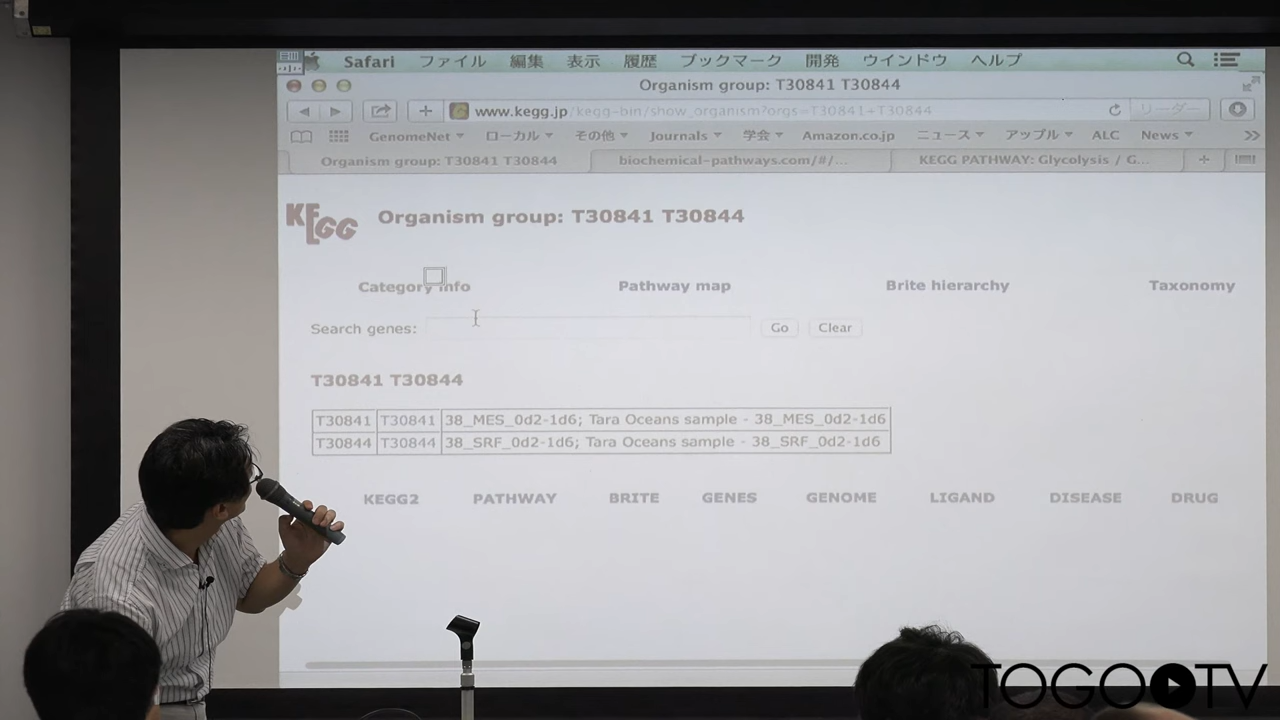 Safari ファイル 編集 表示 履歴 ブックマーク 開発 ウインドウ ヘルプ
Organism group: T30841 T30844
www.kegg.jp/kegg-bin/show_organism?orgs=T30841+T30844 リーダー
GenomeNet ローカル その他 Journals 学会 Amazon.co.jp ニュース アップル ALC News
Organism group: T30841 T30844 biochemical-pathways.com/#/... KEGG PATHWAY: Glycolysis / G...
KEGG Organism group: T30841 T30844
Category info Pathway map Brite hierarchy Taxonomy
Search genes: Go Clear
T30841 T30844
T30841 T30841 38_MES_0d2-1d6; Tara Oceans sample - 38_MES_0d2-1d6
T30844 T30844 38_SRF_0d2-1d6; Tara Oceans sample - 38_SRF_0d2-1d6
KEGG2 PATHWAY BRITE GENES GENOME LIGAND DISEASE DRUG
TOGO TV